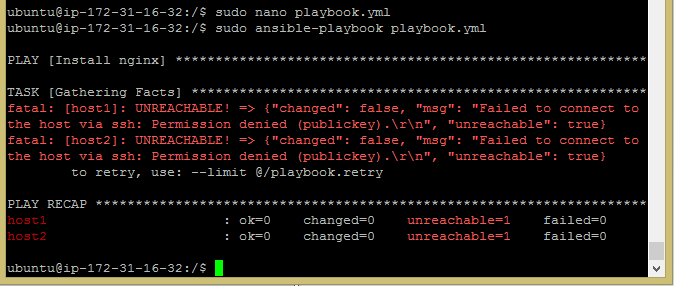 ubuntu@ip-172-31-16-32:/$ sudo nano playbook.yml
ubuntu@ip-172-31-16-32:/$ sudo ansible-playbook playbook.yml
PLAY [Install nginx] ***********************************************************
TASK [Gathering Facts] *********************************************************
fatal: [host1]: UNREACHABLE! => {"changed": false, "msg": "Failed to connect to
the host via ssh: Permission denied (publickey).\r\n", "unreachable": true}
fatal: [host2]: UNREACHABLE! => {"changed": false, "msg": "Failed to connect to
the host via ssh: Permission denied (publickey).\r\n", "unreachable": true}
to retry, use: --limit @/playbook.retry
PLAY RECAP *********************************************************************
host1 : ok=0 changed=0 unreachable=1 failed=0
host2 : ok=0 changed=0 unreachable=1 failed=0
ubuntu@ip-172-31-16-32:/$